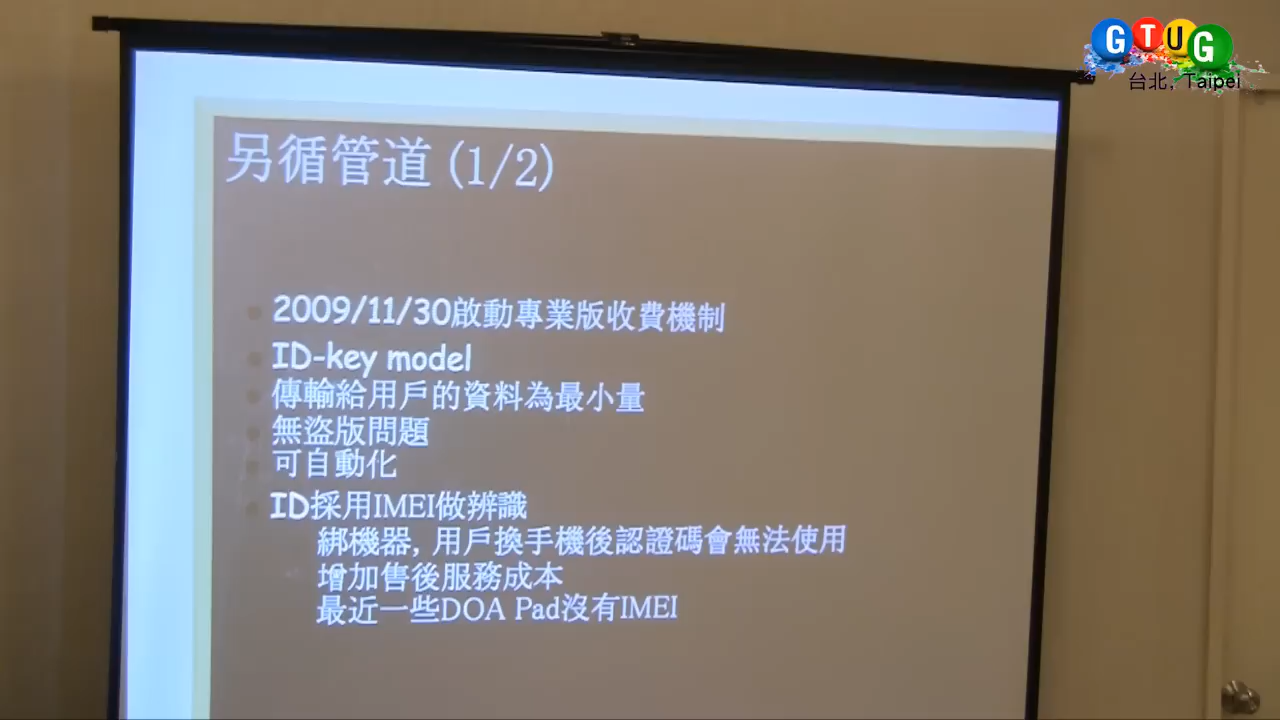 GTUG
台北, Taipei
另循管道 (1/2)
2009/11/30啟動專業版收費機制
ID-key model
傳輸給用戶的資料為最小量
無盜版問題
可自動化
ID採用IMEI做辨識
綁機器, 用戶換手機後認證碼會無法使用
增加售後服務成本
最近一些DOA Pad沒有IMEI